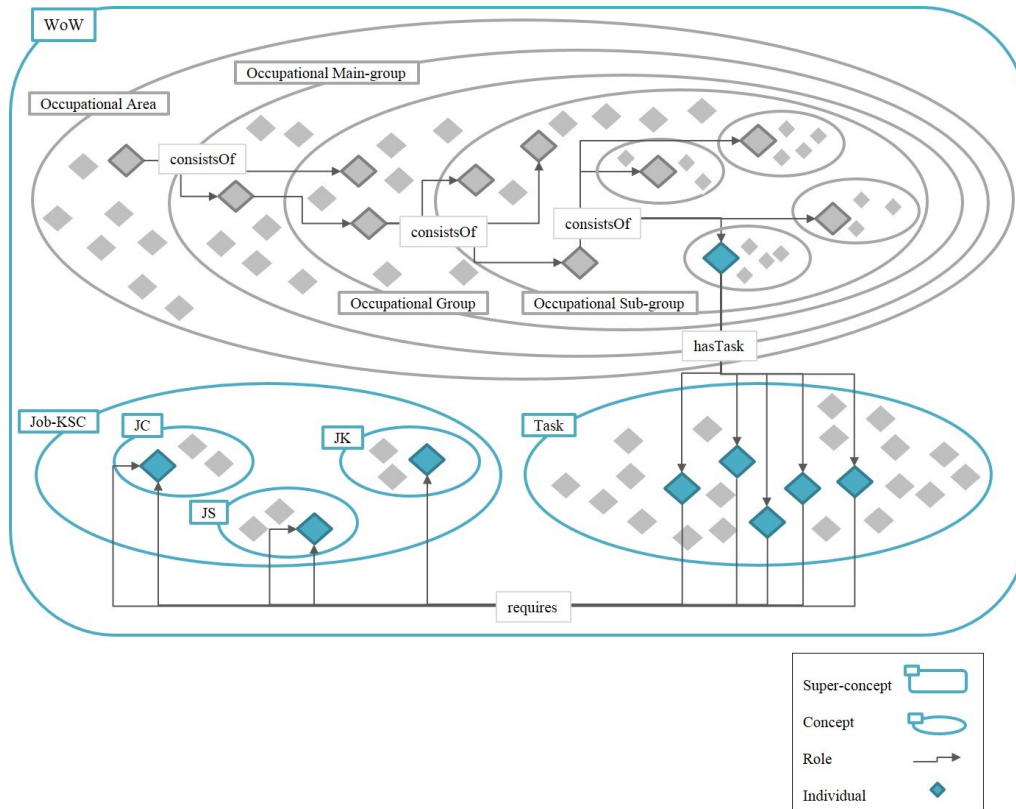 WoW
Occupational Main-group
Occupational Area
consistsOf
consistsOf
consistsOf
Occupational Group
Occupational Sub-group
hasTask
Job-KSC
JC
JK
Task
JS
requires
Super-concept
Concept
Role
Individual